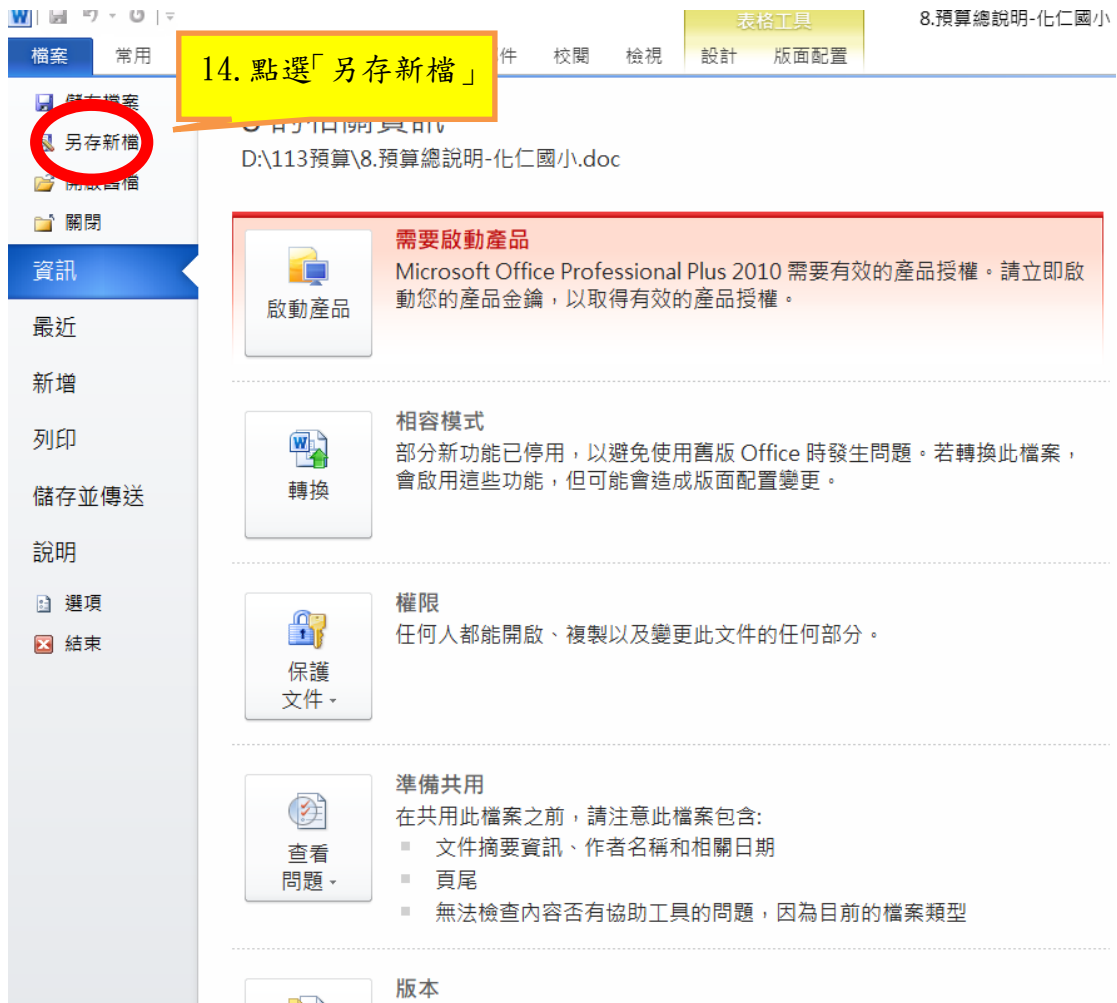 表格工具
8.預算總說明-化仁國小
檔案
常用
件
校閱
檢視
設計
版面配置
14.點選「另存新檔」
儲存檔案
另存新檔
開啟舊檔
關閉
資訊
最近
新增
列印
儲存並傳送
說明
選項
結束
的相關資訊
D:\113預算\8.預算總說明-化仁國小.doc
啟動產品
需要啟動產品
Microsoft Office Professional Plus 2010 需要有效的產品授權。請立即啟
動您的產品金鑰，以取得有效的產品授權。
轉換
相容模式
部分新功能已停用，以避免使用舊版 Office 時發生問題。若轉換此檔案，
會啟用這些功能，但可能會造成版面配置變更。
保護
文件
權限
任何人都能開啟、複製以及變更此文件的任何部分。
查看
問題
準備共用
在共用此檔案之前，請注意此檔案包含:
文件摘要資訊、作者名稱和相關日期
頁尾
無法檢查內容否有協助工具的問題，因為目前的檔案類型
版本